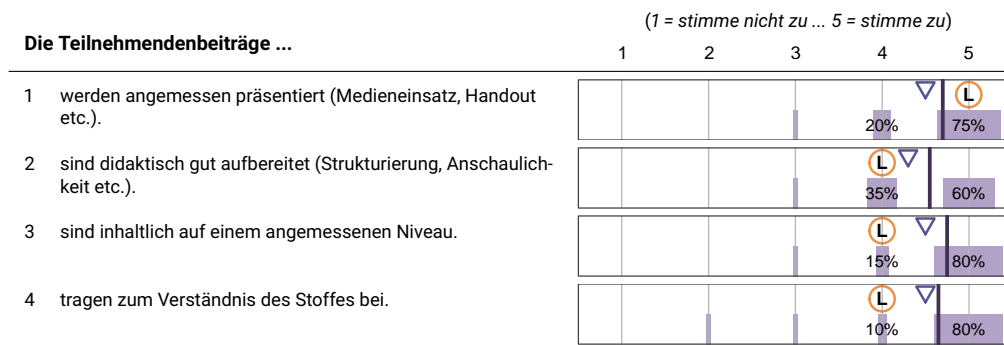 (1 = stimme nicht zu ... 5 = stimme zu)
Die Teilnehmendenbeiträge ...
1 2 3 4 5
1 werden angemessen präsentiert (Medieneinsatz, Handout
etc.).
L
20% 75%
2 sind didaktisch gut aufbereitet (Strukturierung, Anschaulich-
keit etc.).
L
35% 60%
3 sind inhaltlich auf einem angemessenen Niveau.
L
15% 80%
4 tragen zum Verständnis des Stoffes bei.
L
10% 80%